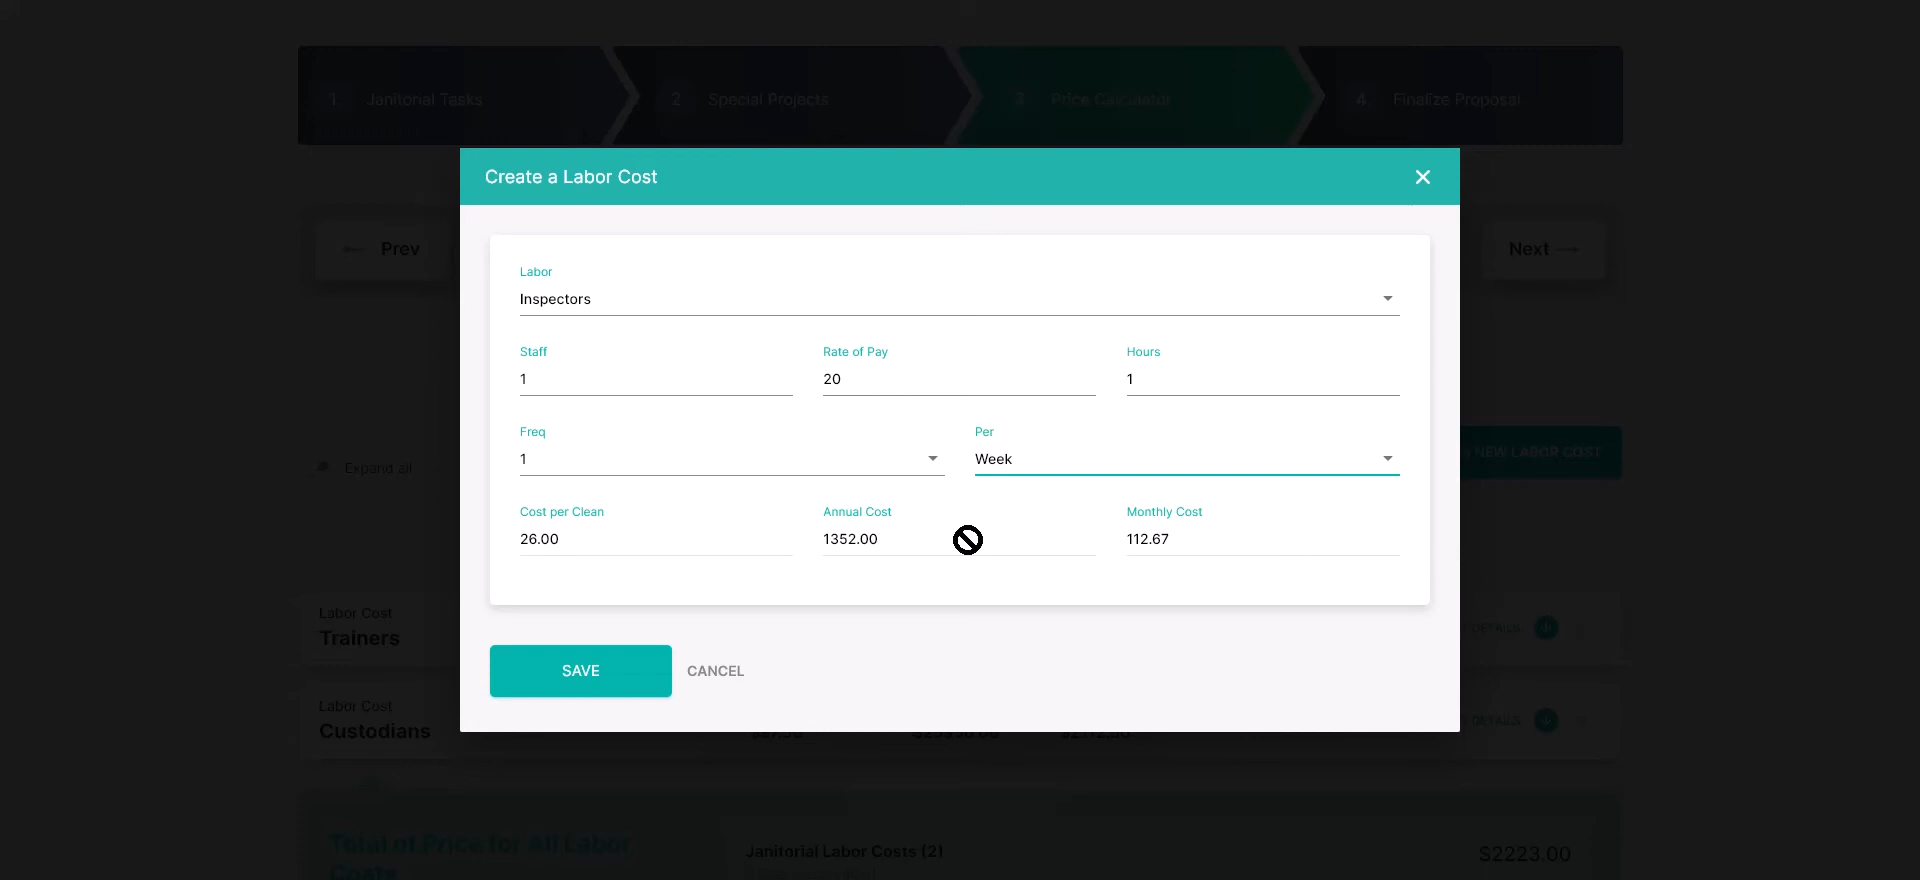 1 Janitorial Tasks
2 Special Projects
3 Price Calculator
4 Finalize Proposal
Create a Labor Cost
Prev
Next
Labor
Inspectors
Staff
Rate of Pay
Hours
1
20
1
Freq
Per
1
Week
Expand all
NEW LABOR COST
Cost per Clean
Annual Cost
Monthly Cost
26.00
1352.00
112.67
Labor Cost
Trainers
DETAILS
SAVE
CANCEL
Labor Cost
Custodians
DETAILS
Total of Price for All Labor
Costs
Janitorial Labor Costs (2)
$2223.00